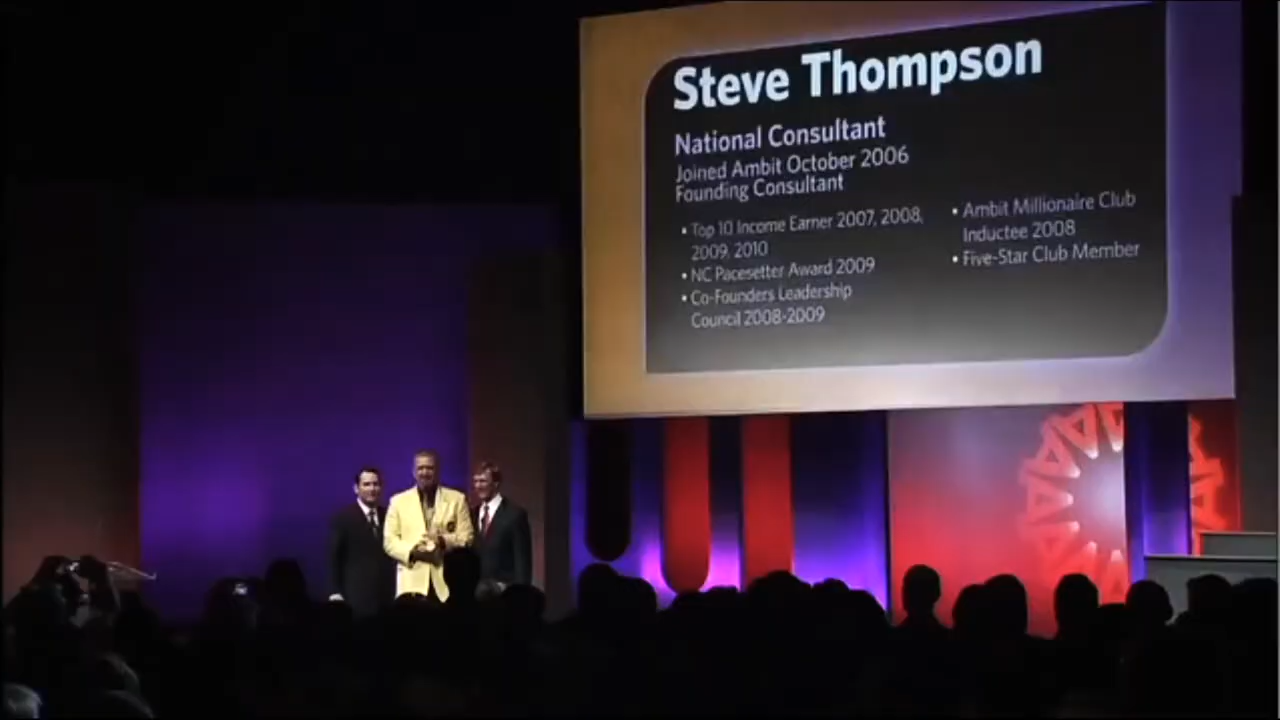 Steve Thompson
National Consultant
Joined Ambit October 2006
Founding Consultant
• Top 10 Income Earner 2007, 2008,
2009, 2010
• NC Pacesetter Award 2009
• Co-Founders Leadership
Council 2008-2009
• Ambit Millionaire Club
Inductee 2008
• Five-Star Club Member